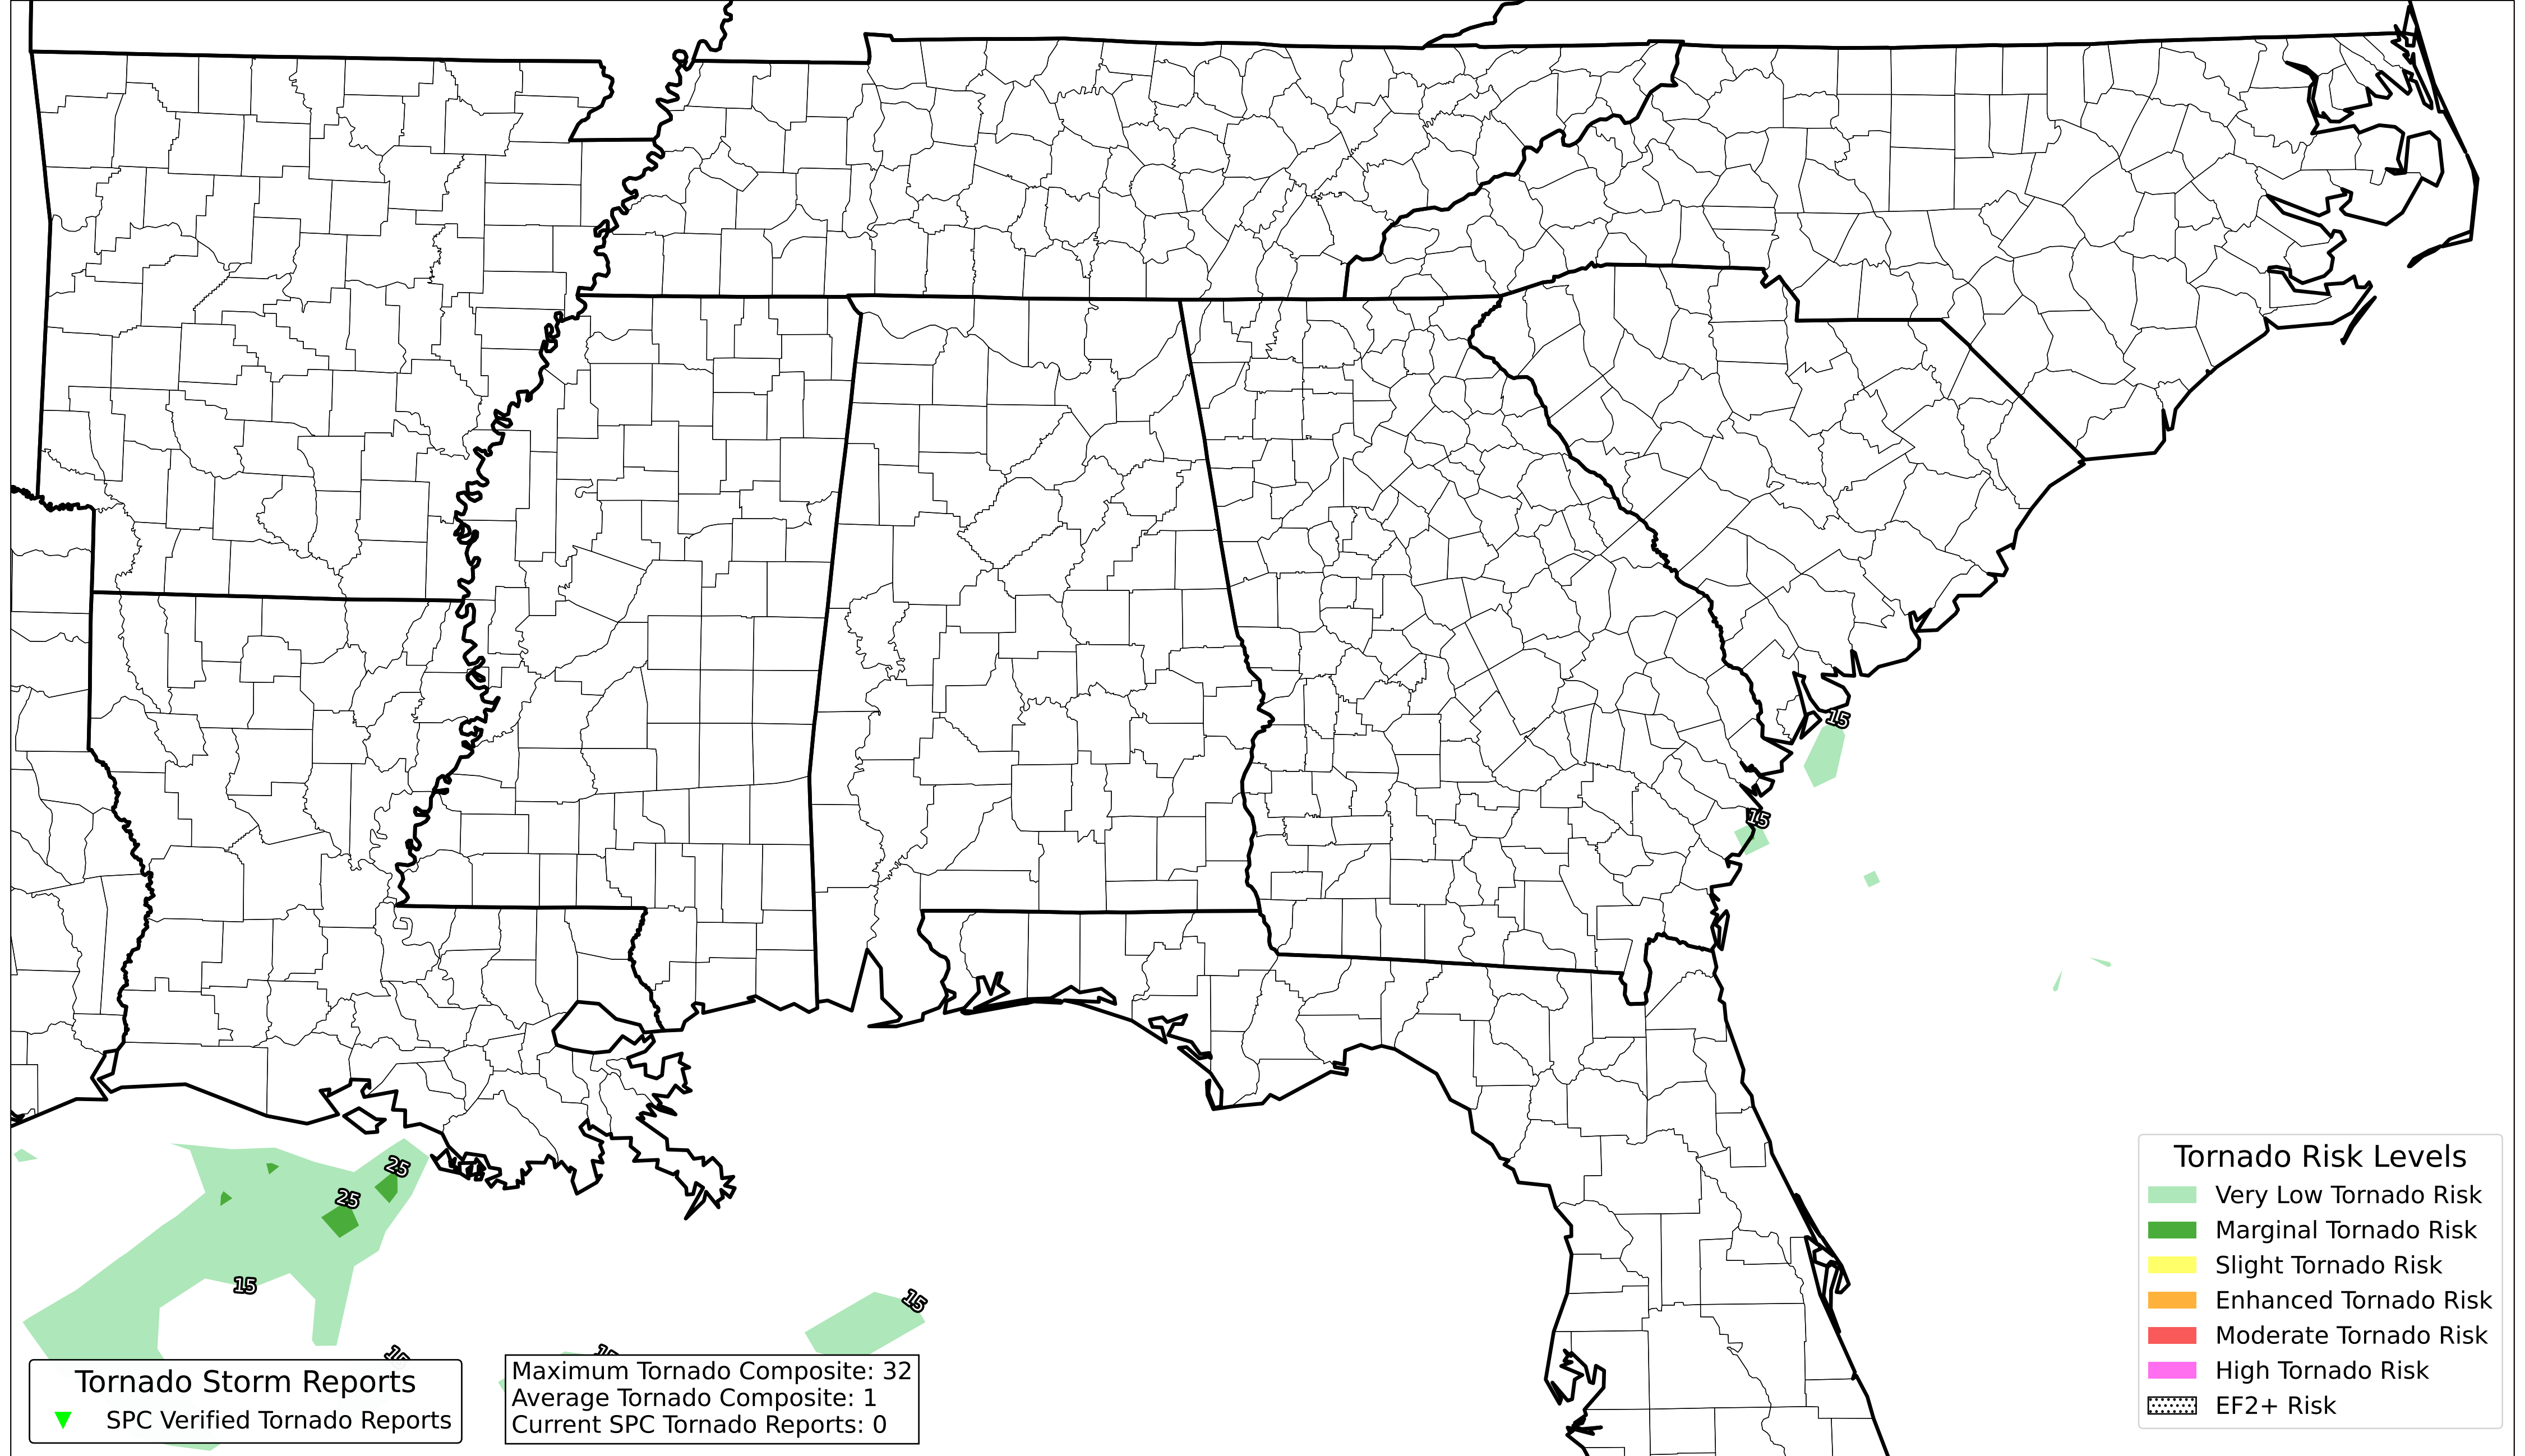 15
15
25
25
15
15
Tornado Risk Levels
Very Low Tornado Risk
Marginal Tornado Risk
Slight Tornado Risk
Enhanced Tornado Risk
Moderate Tornado Risk
High Tornado Risk
EF2+ Risk
Tornado Storm Reports
SPC Verified Tornado Reports
Maximum Tornado Composite: 32
Average Tornado Composite: 1
Current SPC Tornado Reports: 0